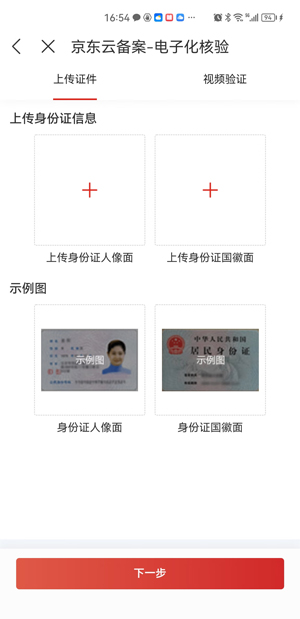 16:54
94
京东云备案-电子化核验
上传证件
视频验证
上传身份证信息
上传身份证人像面
上传身份证国徽面
示例图
示例图
中华人民共和国
居民身份证
示例图
身份证人像面
身份证国徽面
下一步